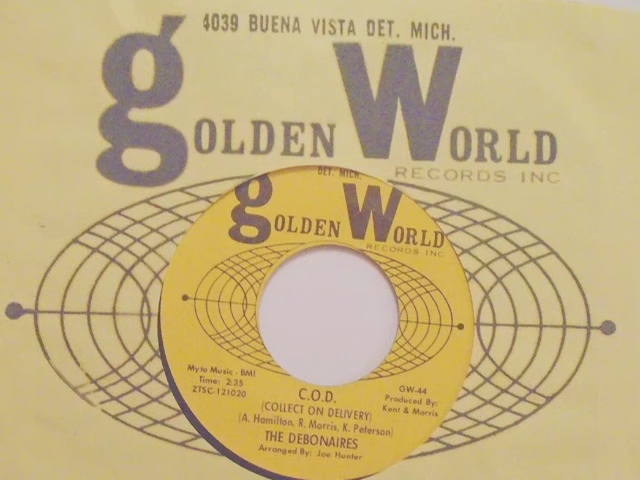 4039 BUENA VISTA DET. MICH.
gOLDEN WORLD
RECORDS INC
DET. MICH.
gOLDEN WORLD
RECORDS INC
Myto Music - BMI
Time: 2:35
ZTSC-121020
GW-44
Produced By:
Kent & Morris
C.O.D.
(COLLECT ON DELIVERY)
(A. Hamilton, R. Morris, K. Peterson)
THE DEBONAIRES
Arranged By: Joe Hunter